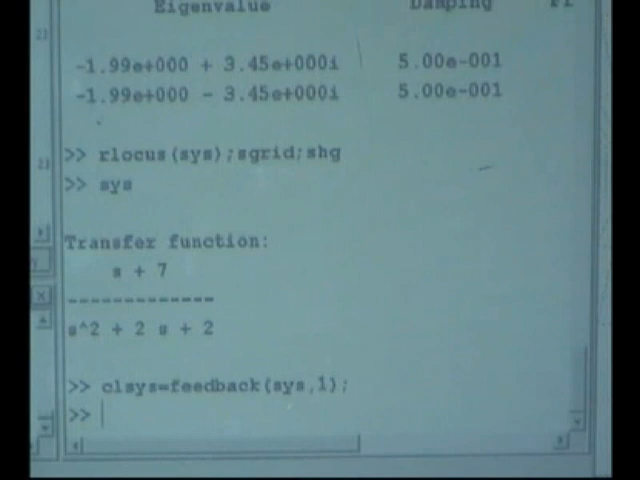 Eigenvalue Damping
-1.99e+000 + 3.45e+000i 5.00e-001
-1.99e+000 - 3.45e+000i 5.00e-001
>> rlocus(sys);sgrid;shg
>> sys
Transfer function:
s + 7
-------------
s^2 + 2 s + 2
>> clsys=feedback(sys,1);
>>